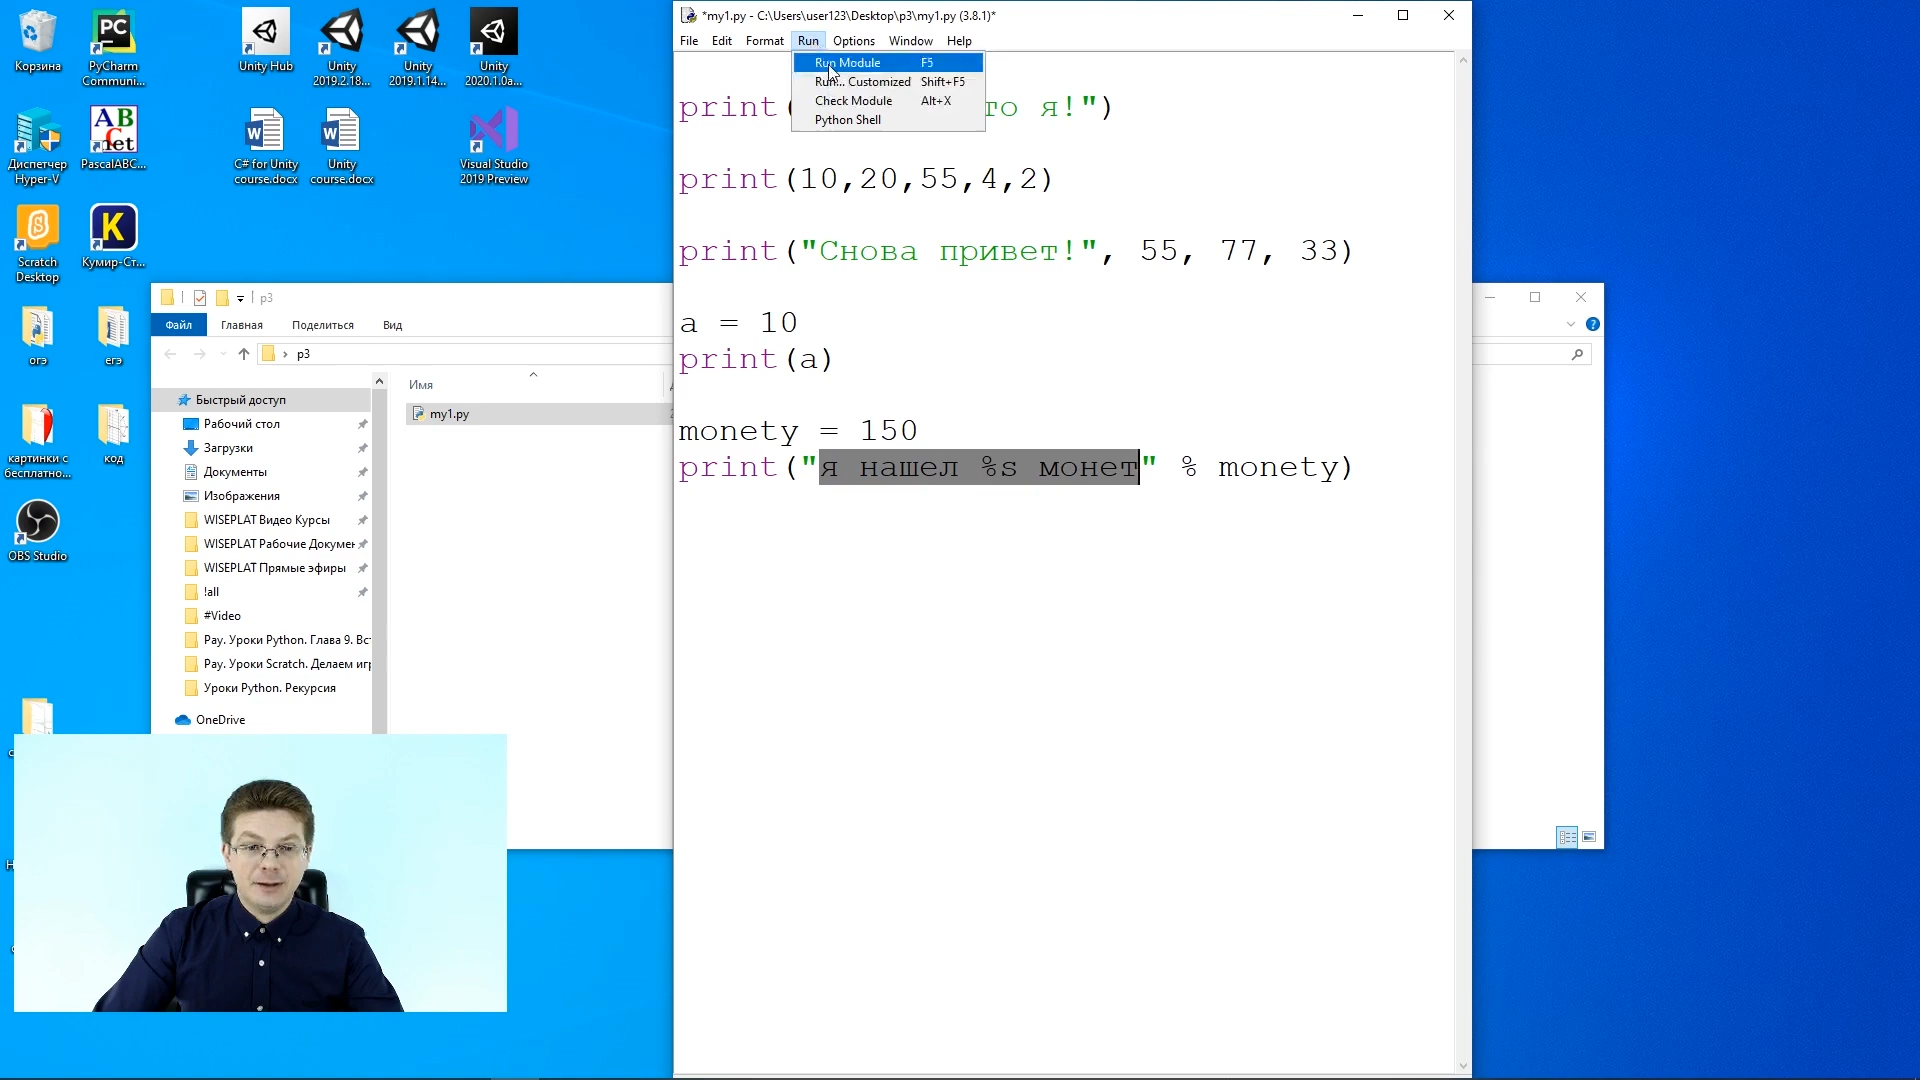 *my1.py - C:\Users\user123\Desktop\p3\my1.py (3.8.1)*
File Edit Format Run Options Window Help
Run Module F5
Run... Customized Shift+F5
Check Module Alt+X
Python Shell
print( то я!")
print(10,20,55,4,2)
print("Снова привет!", 55, 77, 33)
a = 10
print(a)
monety = 150
print("я нашел %s монет" % monety)
Корзина
PyCharm
Communi...
Unity Hub
Unity
2019.2.18...
Unity
2019.1.14...
Unity
2020.1.0a...
Диспетчер
Hyper-V
PascalABC...
C# for Unity
course.docx
Unity
course.docx
Visual Studio
2019 Preview
Scratch
Desktop
Кумир-Ст...
огэ
егэ
картинки с
бесплатно...
код
OBS Studio
p3
Файл Главная Поделиться Вид
p3
Имя
my1.py
Быстрый доступ
Рабочий стол
Загрузки
Документы
Изображения
WISEPLAT Видео Курсы
WISEPLAT Рабочие Докумен
WISEPLAT Прямые эфиры
!all
#Video
Рау. Уроки Python. Глава 9. Вс
Рау. Уроки Scratch. Делаем иг
Уроки Python. Рекурсия
OneDrive